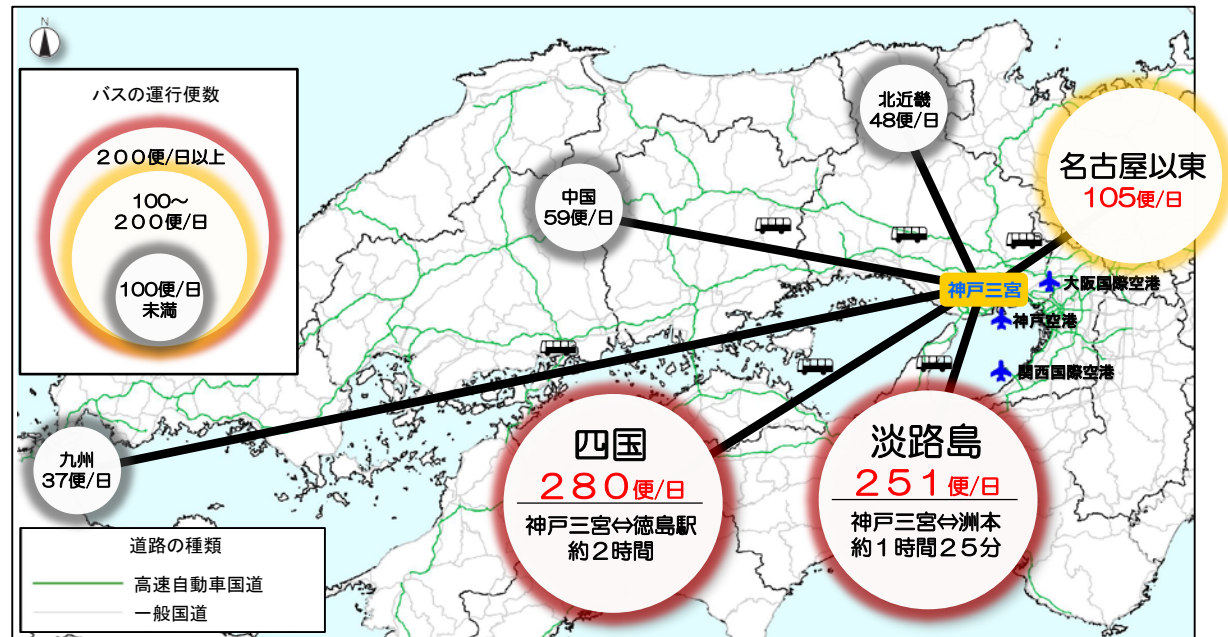 N
バスの運行便数
200便/日以上
100~
200便/日
100便/日
未満
北近畿
48便/日
名古屋以東
105便/日
中国
59便/日
神戸三宮
大阪国際空港
神戸空港
関西国際空港
九州
37便/日
四国
280便/日
神戸三宮⇔徳島駅
約2時間
淡路島
251便/日
神戸三宮⇔洲本
約1時間25分
道路の種類
高速自動車国道
一般国道